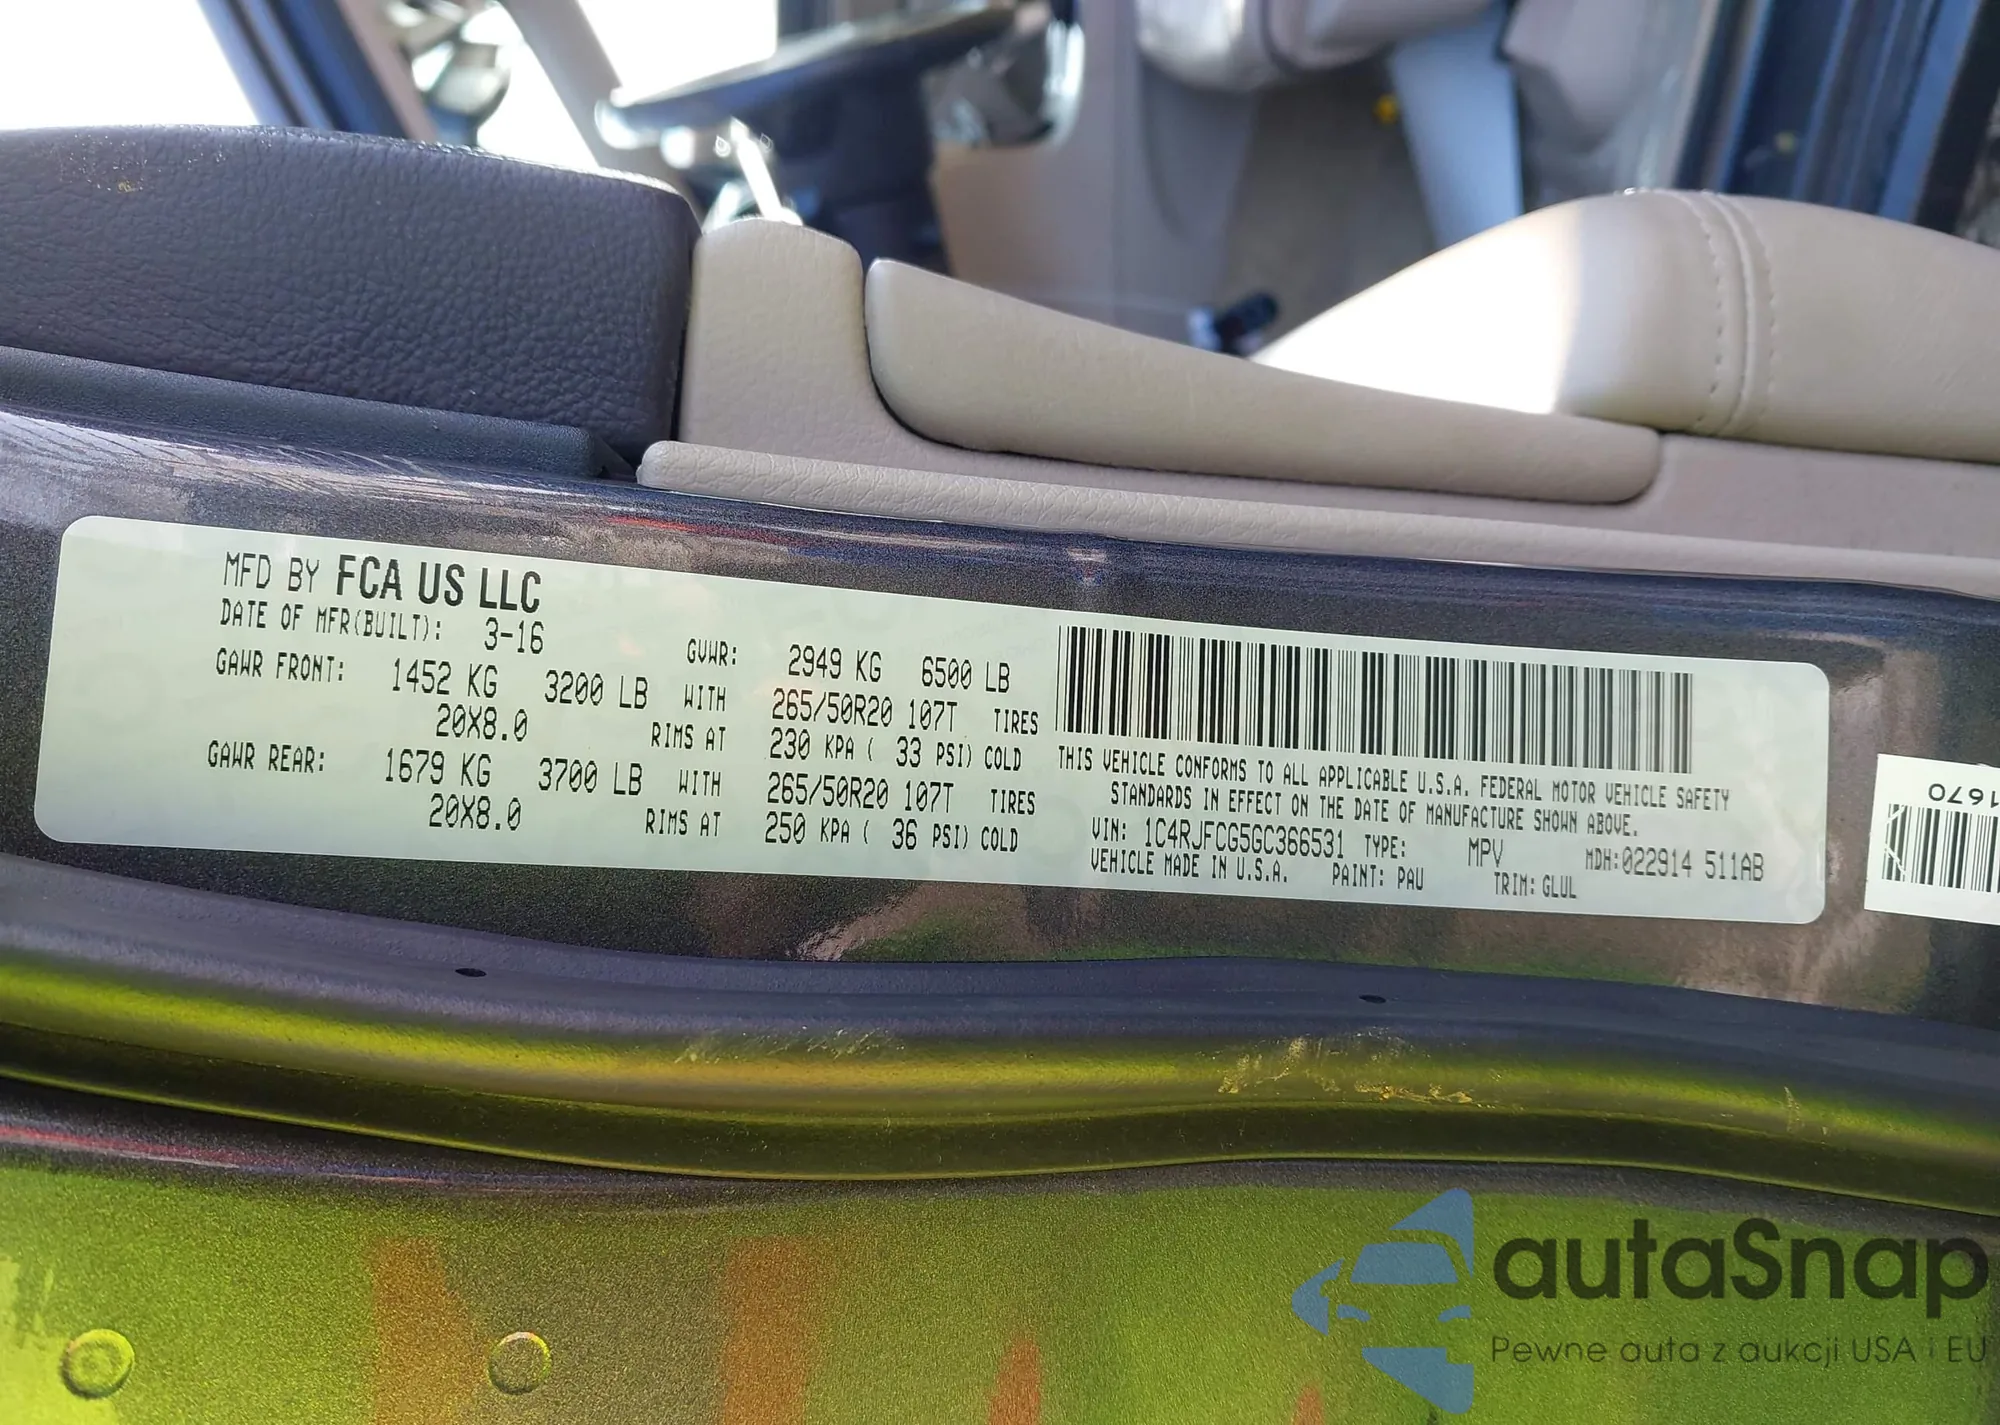 MFD BY FCA US LLC
DATE OF MFR(BUILT): 3-16 GVWR: 2949 KG 6500 LB
GAWR FRONT: 1452 KG 3200 LB WITH 265/50R20 107T TIRES
20X8.0 RIMS AT 230 KPA ( 33 PSI) COLD
GAWR REAR: 1679 KG 3700 LB WITH 265/50R20 107T TIRES
20X8.0 RIMS AT 250 KPA ( 36 PSI) COLD
THIS VEHICLE CONFORMS TO ALL APPLICABLE U.S.A. FEDERAL MOTOR VEHICLE SAFETY
STANDARDS IN EFFECT ON THE DATE OF MANUFACTURE SHOWN ABOVE.
VIN: 1C4RJFCG5GC366531 TYPE: MPV MDH:022914 511AB
VEHICLE MADE IN U.S.A. PAINT: PAU TRIM: GLUL
1670
autaSnap
Pewne auta z aukcji USA i EU